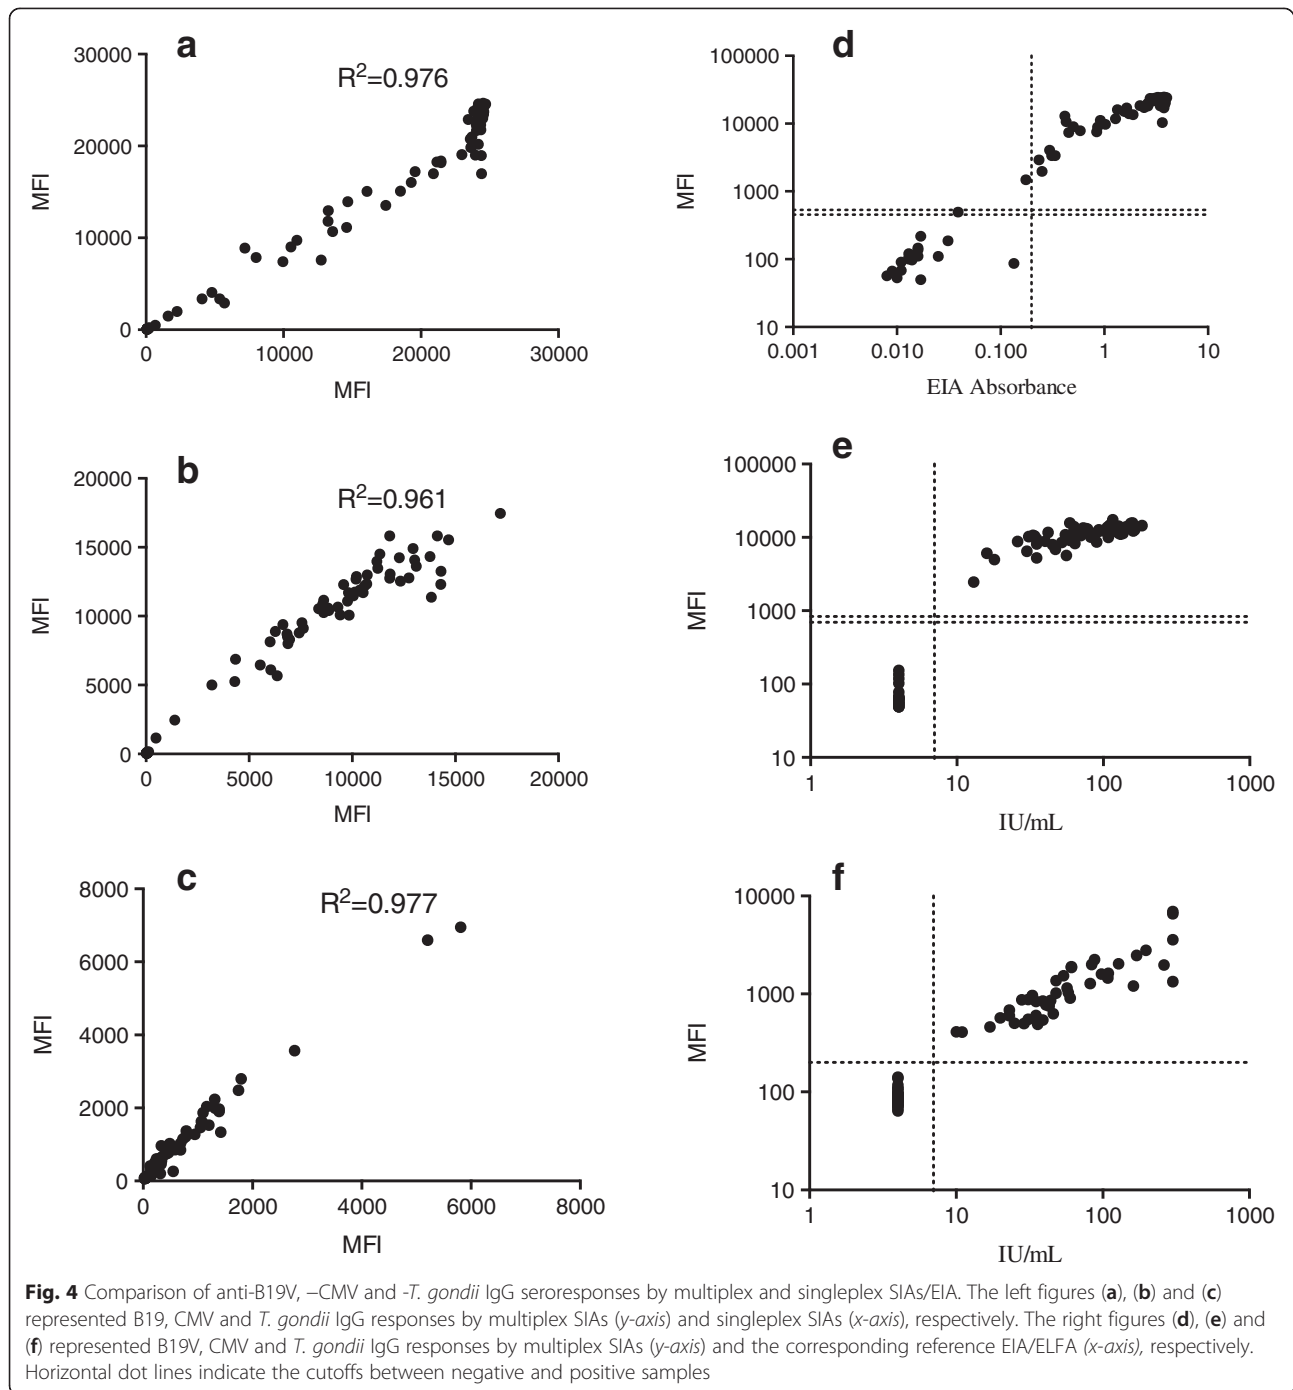 a
30000
20000
10000
0
MFI
R²=0.976
0 10000 20000 30000
MFI
d
100000
10000
1000
100
10
MFI
0.001 0.010 0.100 1 10
EIA Absorbance
b
20000
15000
10000
5000
0
MFI
R²=0.961
0 5000 10000 15000 20000
MFI
e
100000
10000
1000
100
10
MFI
1 10 100 1000
IU/mL
c
8000
6000
4000
2000
0
MFI
R²=0.977
0 2000 4000 6000 8000
MFI
f
10000
1000
100
10
MFI
1 10 100 1000
IU/mL
Fig. 4 Comparison of anti-B19V, –CMV and -T. gondii IgG seroresponses by multiplex and singleplex SIAs/EIA. The left figures (a), (b) and (c)
represented B19, CMV and T. gondii IgG responses by multiplex SIAs (y-axis) and singleplex SIAs (x-axis), respectively. The right figures (d), (e) and
(f) represented B19V, CMV and T. gondii IgG responses by multiplex SIAs (y-axis) and the corresponding reference EIA/ELFA (x-axis), respectively.
Horizontal dot lines indicate the cutoffs between negative and positive samples